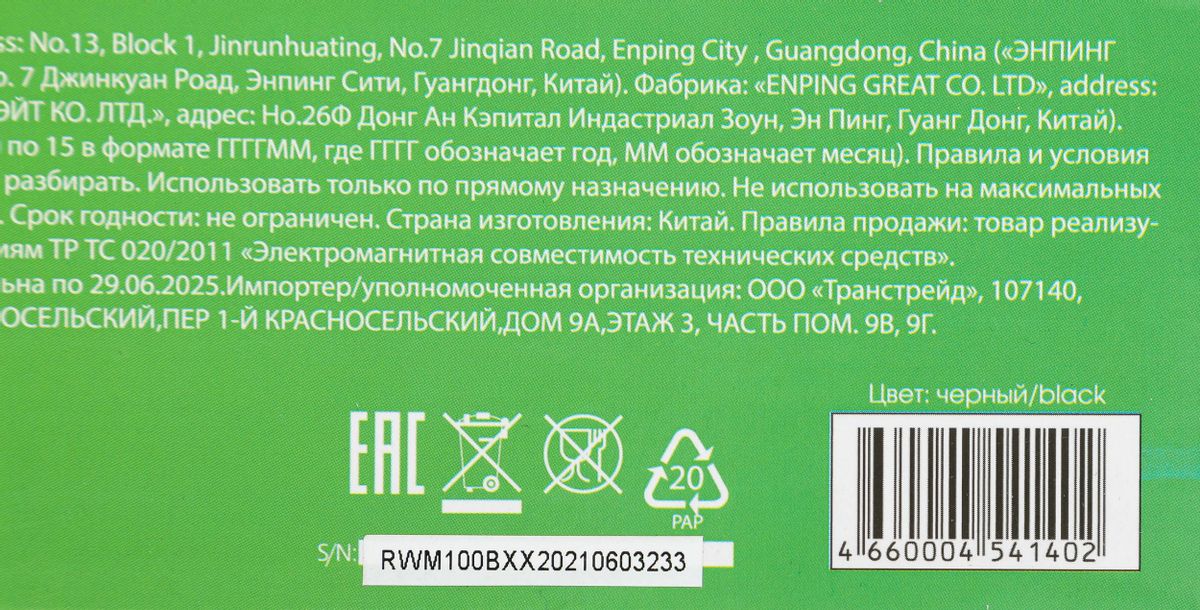 ss: No.13, Block 1, Jinrunhuating, No.7 Jinqian Road, Enping City , Guangdong, China («ЭНПИНГ
o. 7 Джинкуан Роад, Энпинг Сити, Гуангдонг, Китай). Фабрика: «ENPING GREAT CO. LTD», address:
ЭЙТ КО. ЛТД.», адрес: Но.26Ф Донг Ан Кэпитал Индастриал Зоун, Эн Пинг, Гуанг Донг, Китай).
по 15 в формате ГГГГММ, где ГГГГ обозначает год, ММ обозначает месяц). Правила и условия
разбирать. Использовать только по прямому назначению. Не использовать на максимальных
. Срок годности: не ограничен. Страна изготовления: Китай. Правила продажи: товар реализу-
иям ТР ТС 020/2011 «Электромагнитная совместимость технических средств».
льна по 29.06.2025.Импортер/уполномоченная организация: ООО «Транстрейд», 107140,
ОСЕЛЬСКИЙ,ПЕР 1-Й КРАСНОСЕЛЬСКИЙ,ДОМ 9А,ЭТАЖ 3, ЧАСТЬ ПОМ. 9В, 9Г.
Цвет: черный/black
EAC
20
PAP
S/N: RWM100BXX20210603233
4 660004 541402